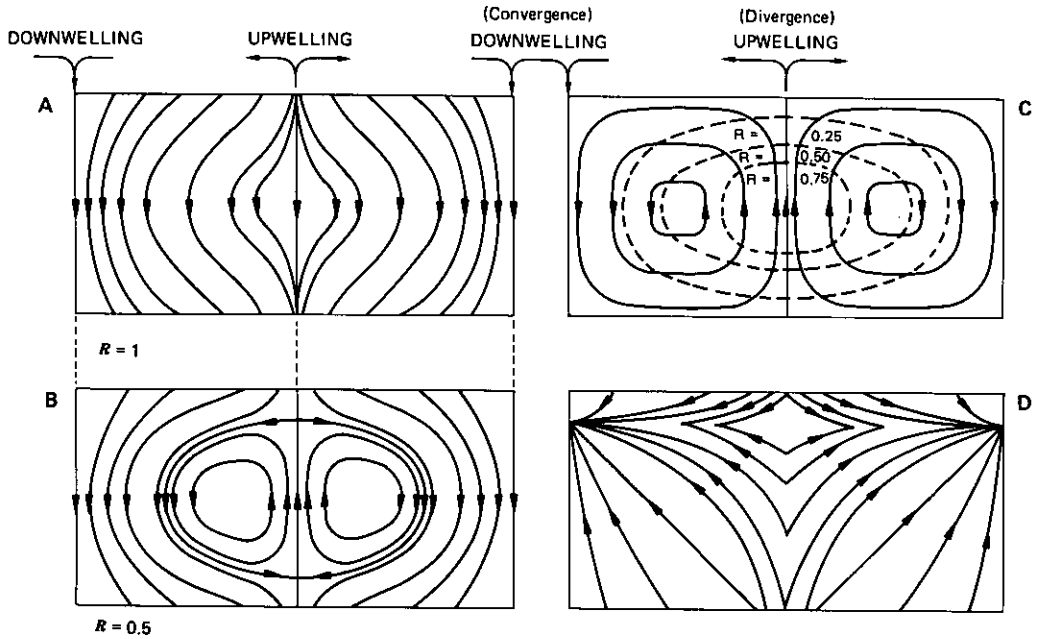 (Convergence) (Divergence)
DOWNWELLING UPWELLING DOWNWELLING UPWELLING
A C
R = 0.25
R = 0.50
R = 0.75
R = 1
B D
R = 0.5